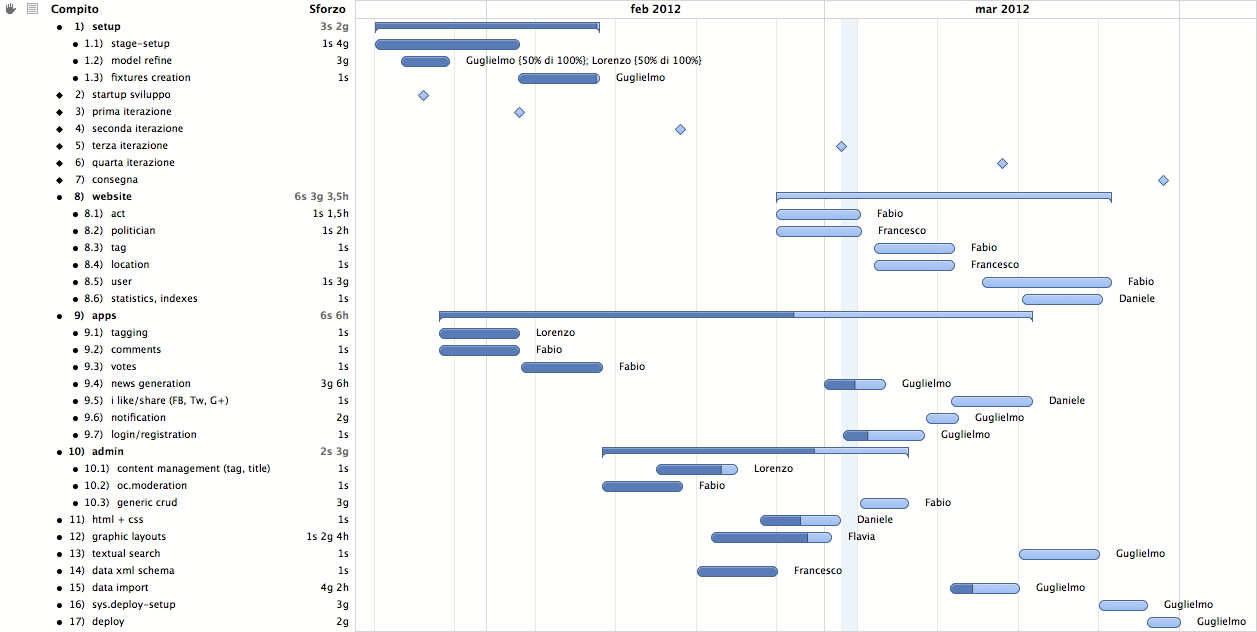 Compito Sforzo feb 2012 mar 2012
1) setup 3s 2g
1.1) stage-setup 1s 4g
1.2) model refine 3g Guglielmo {50% di 100%}; Lorenzo {50% di 100%}
1.3) fixtures creation 1s Guglielmo
2) startup sviluppo
3) prima iterazione
4) seconda iterazione
5) terza iterazione
6) quarta iterazione
7) consegna
8) website 6s 3g 3,5h
8.1) act 1s 1,5h Fabio
8.2) politician 1s 2h Francesco
8.3) tag 1s Fabio
8.4) location 1s Francesco
8.5) user 1s 3g Fabio
8.6) statistics, indexes 1s Daniele
9) apps 6s 6h
9.1) tagging 1s Lorenzo
9.2) comments 1s Fabio
9.3) votes 1s Fabio
9.4) news generation 3g 6h Guglielmo
9.5) i like/share (FB, Tw, G+) 1s Daniele
9.6) notification 2g Guglielmo
9.7) login/registration 1s Guglielmo
10) admin 2s 3g
10.1) content management (tag, title) 1s Lorenzo
10.2) oc.moderation 1s Fabio
10.3) generic crud 3g Fabio
11) html + css 1s Daniele
12) graphic layouts 1s 2g 4h Flavia
13) textual search 1s Guglielmo
14) data xml schema 1s Francesco
15) data import 4g 2h Guglielmo
16) sys.deploy-setup 3g Guglielmo
17) deploy 2g Guglielmo